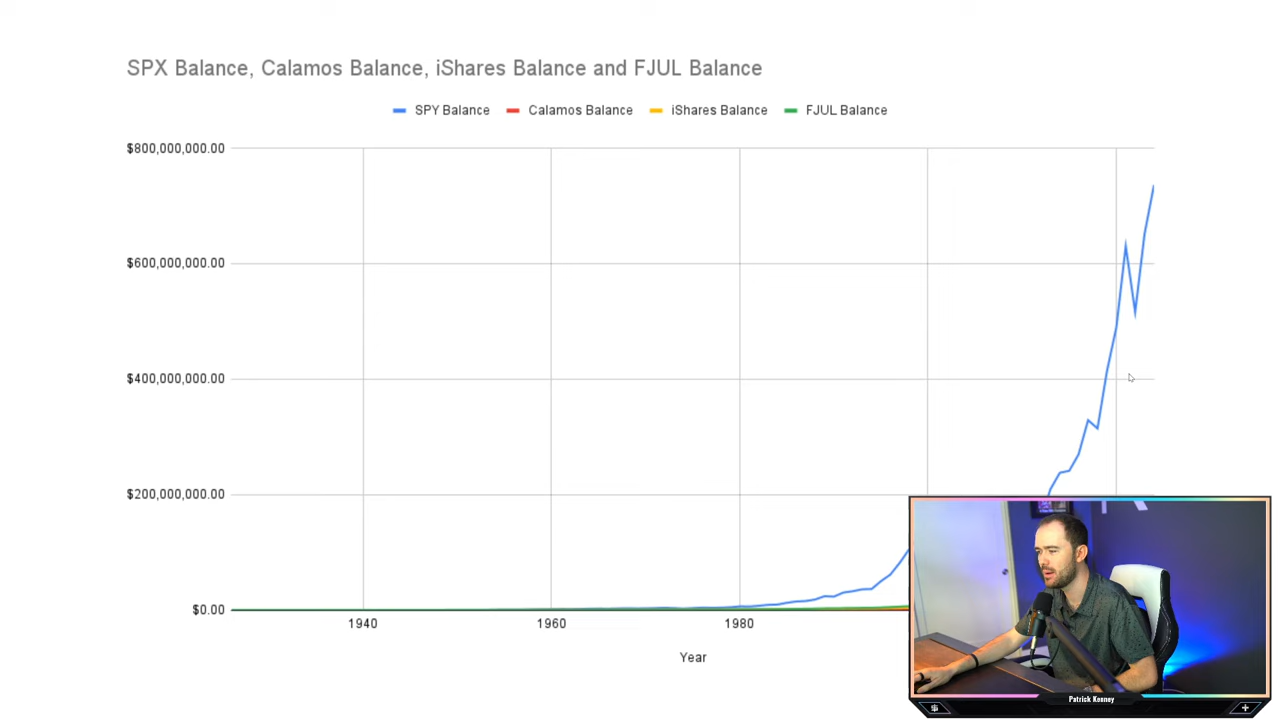 SPX Balance, Calamos Balance, iShares Balance and FJUL Balance
SPY Balance Calamos Balance iShares Balance FJUL Balance
$800,000,000.00
$600,000,000.00
$400,000,000.00
$200,000,000.00
$0.00
1940 1960 1980
Year
Patrick Keeney